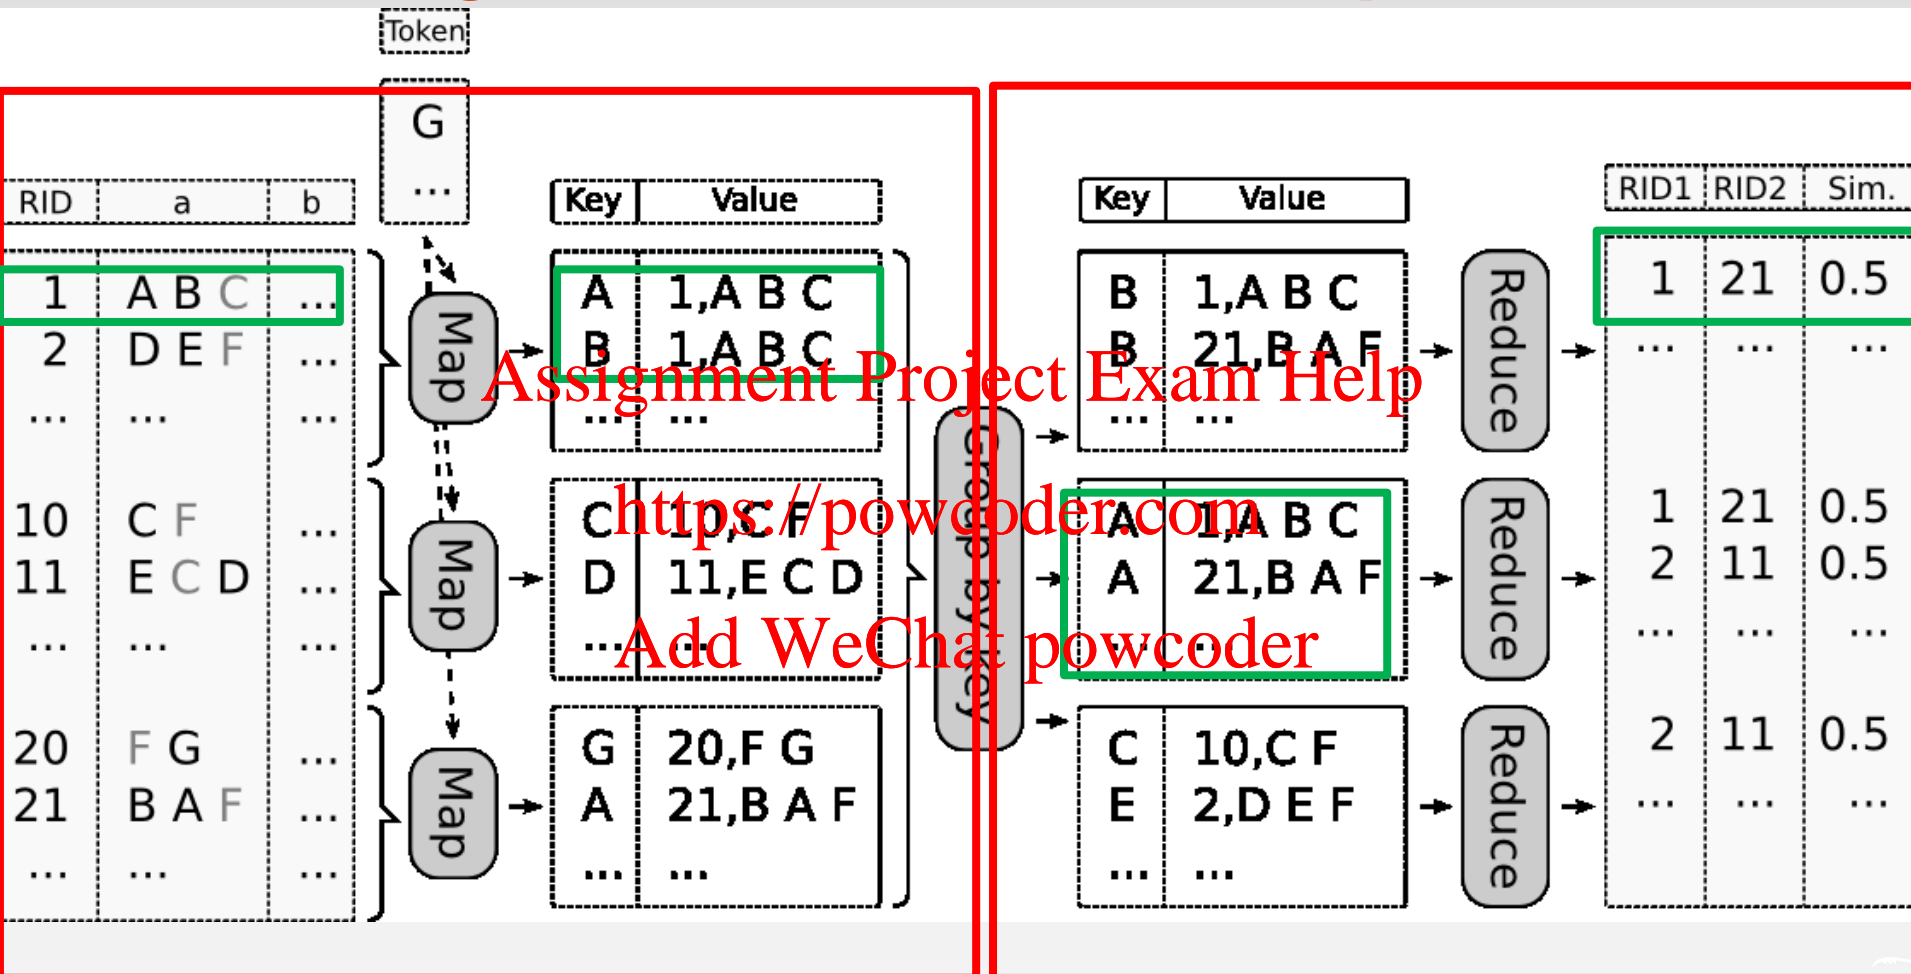 Token
G
...
RID a b
1 A B C ...
2 D E F ...
... ... ...
10 C F ...
11 E C D ...
... ... ...
20 F G ...
21 B A F ...
... ... ...
Map
Map
Map
Key Value
A 1,A B C
B 1,A B C
... ...
C 10,C F
D 11,E C D
... ...
G 20,F G
A 21,B A F
... ...
Group by key
Key Value
B 1,A B C
B 21,B A F
... ...
A 1,A B C
A 21,B A F
... ...
C 10,C F
E 2,D E F
... ...
Reduce
Reduce
Reduce
RID1 RID2 Sim.
1 21 0.5
... ... ...
1 21 0.5
2 11 0.5
... ... ...
2 11 0.5
... ... ...
Assignment Project Exam Help
https://powcoder.com
Add WeChat powcoder